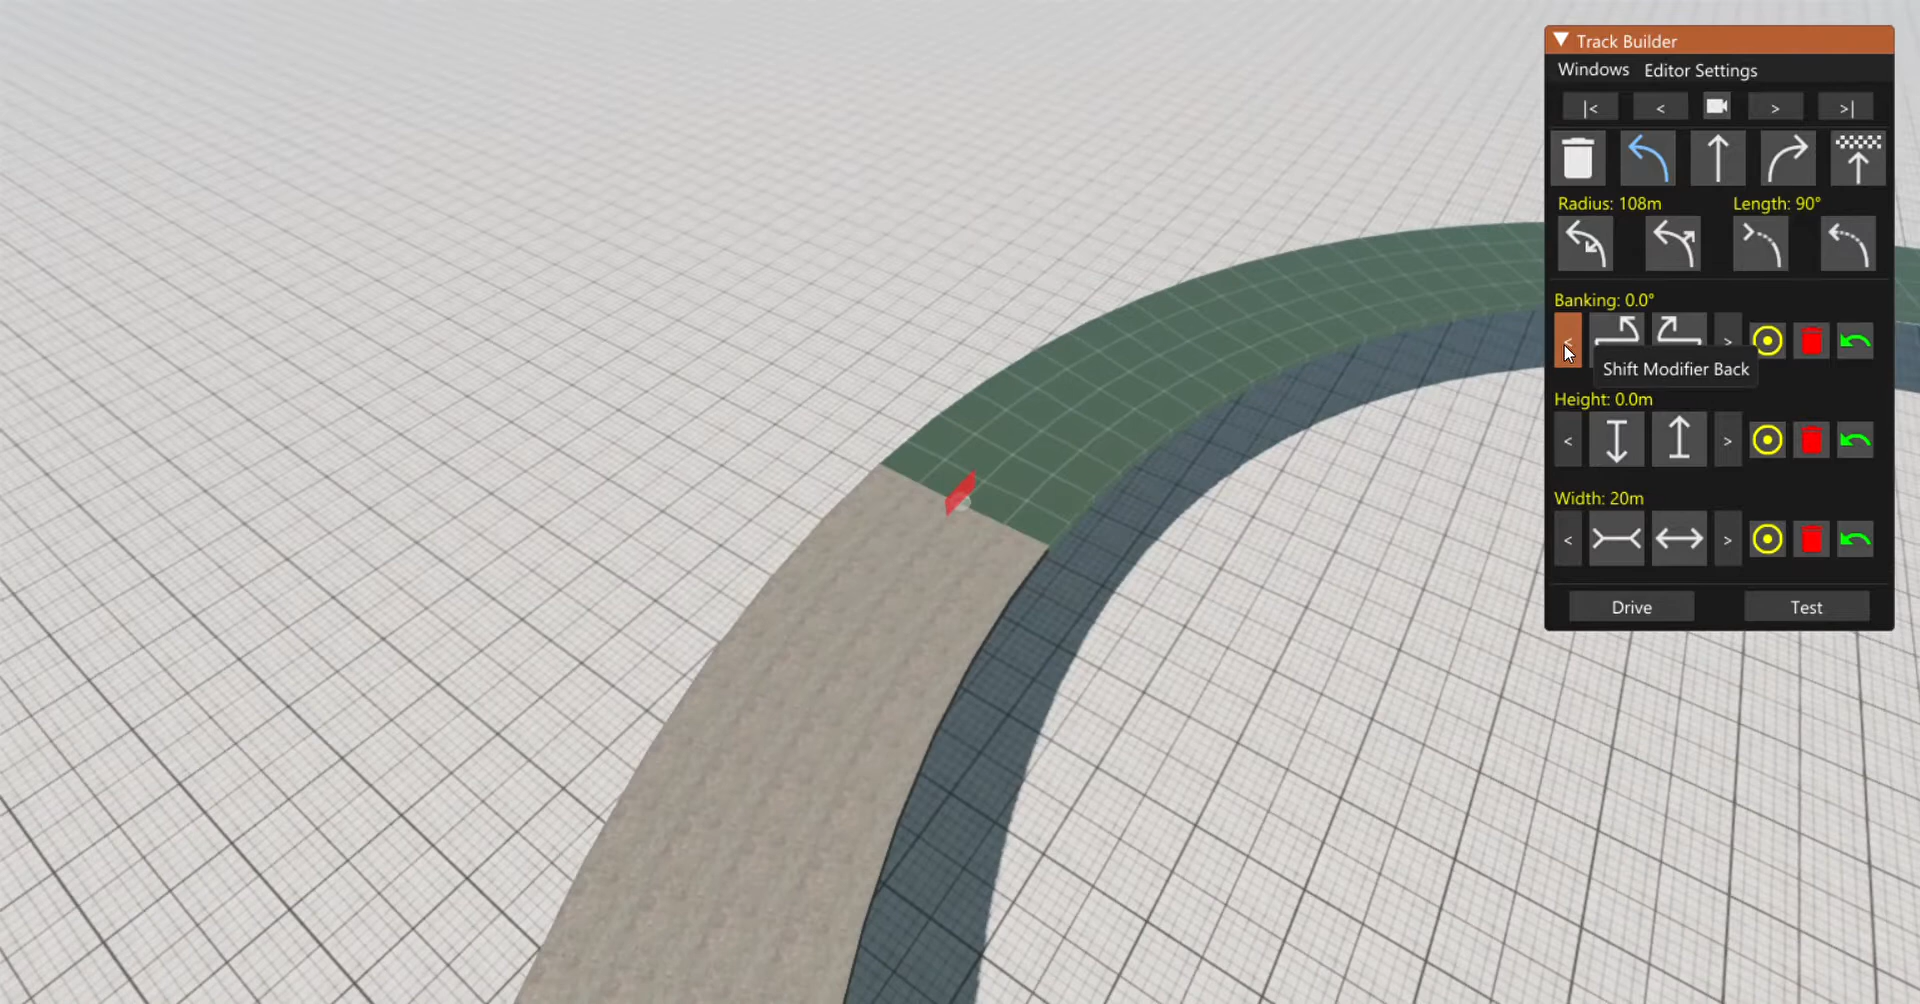 Track Builder
Windows Editor Settings
|< < > >|
Radius: 108m Length: 90°
Banking: 0.0°
< >
Shift Modifier Back
Height: 0.0m
< >
Width: 20m
< >
Drive Test